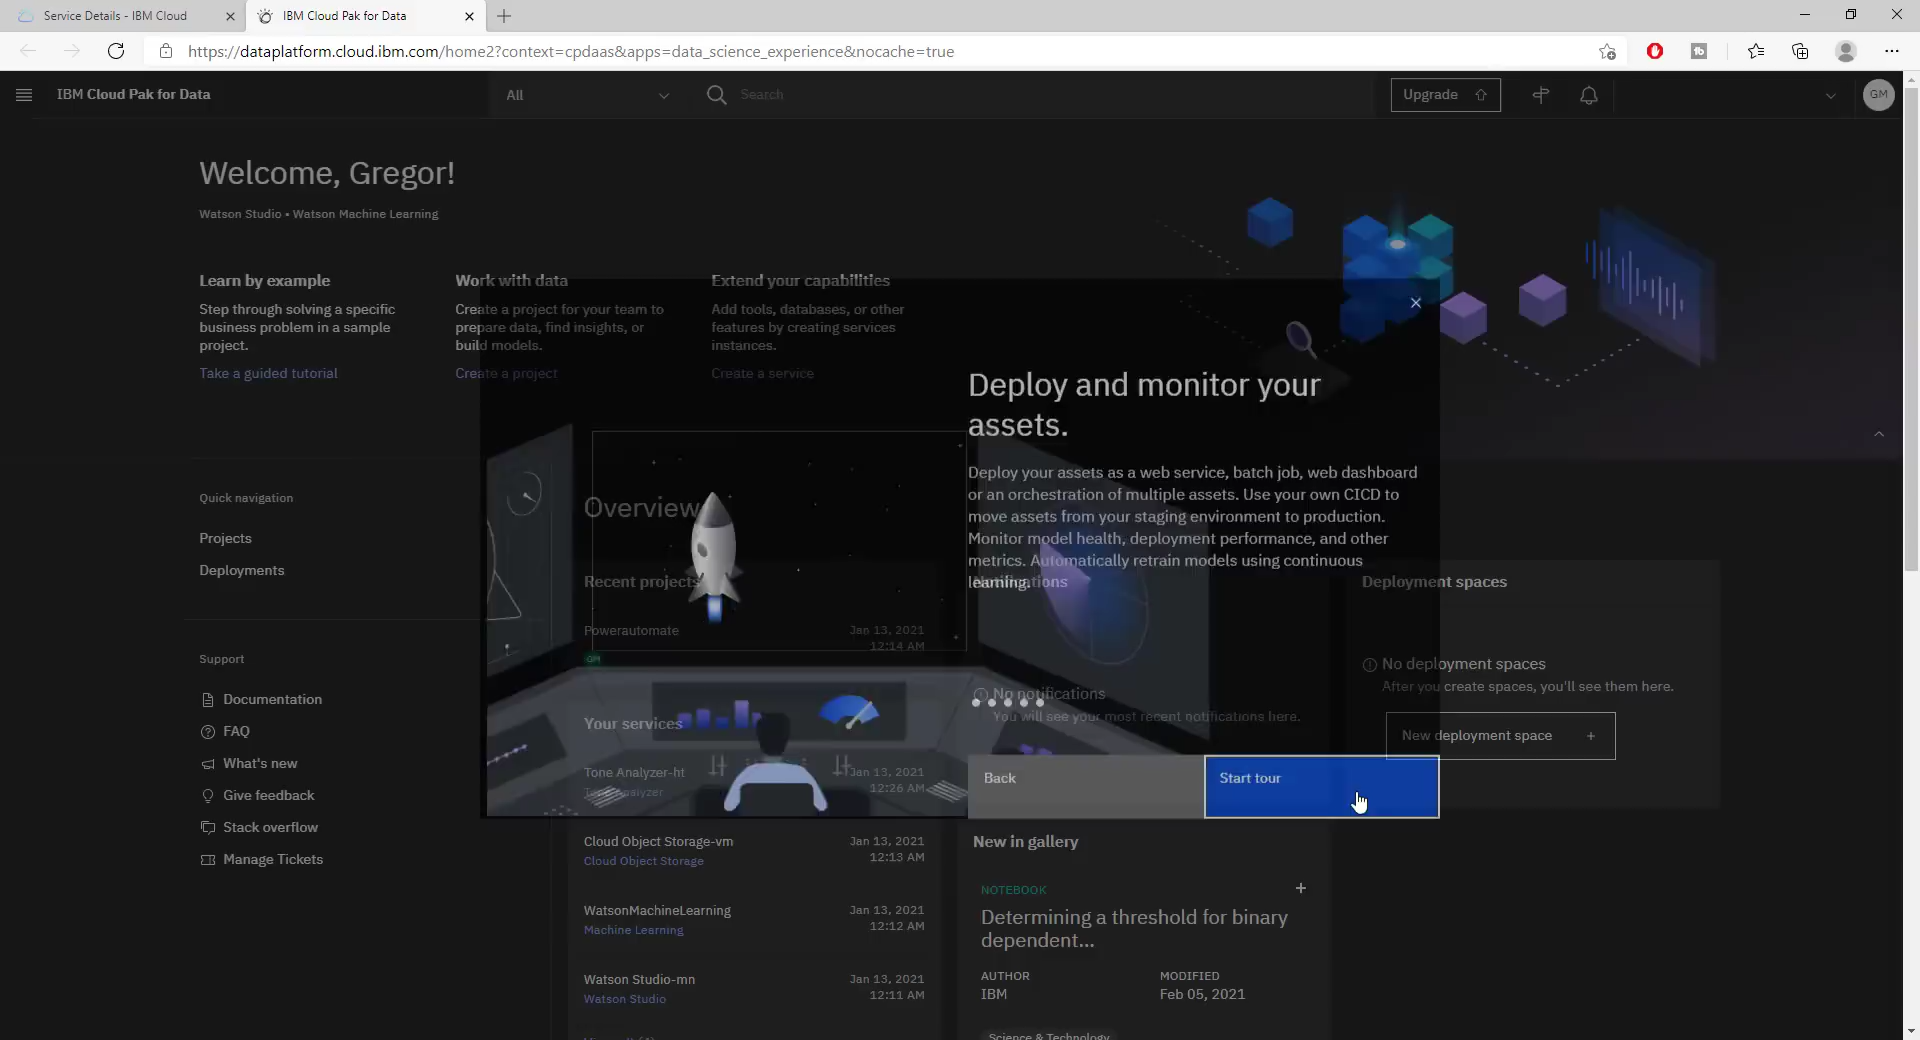 Service Details - IBM Cloud
IBM Cloud Pak for Data
https://dataplatform.cloud.ibm.com/home2?context=cpdaas&apps=data_science_experience&nocache=true
IBM Cloud Pak for Data
All
Search
Upgrade
GM
Welcome, Gregor!
Watson Studio • Watson Machine Learning
Learn by example
Step through solving a specific
business problem in a sample
project.
Take a guided tutorial
Work with data
Create a project for your team to
prepare data, find insights, or
build models.
Create a project
Extend your capabilities
Add tools, databases, or other
features by creating services
instances.
Create a service
Deploy and monitor your
assets.
Deploy your assets as a web service, batch job, web dashboard
or an orchestration of multiple assets. Use your own CICD to
move assets from your staging environment to production.
Monitor model health, deployment performance, and other
metrics. Automatically retrain models using continuous
learning.
Back
Start tour
Quick navigation
Projects
Deployments
Support
Documentation
FAQ
What's new
Give feedback
Stack overflow
Manage Tickets
Overview
Recent projects
Powerautomate
Jan 13, 2021
12:14 AM
GM
Your services
Tone Analyzer-ht
Jan 13, 2021
Tone Analyzer
12:26 AM
Cloud Object Storage-vm
Jan 13, 2021
Cloud Object Storage
12:13 AM
WatsonMachineLearning
Jan 13, 2021
Machine Learning
12:12 AM
Watson Studio-mn
Jan 13, 2021
Watson Studio
12:11 AM
Notifications
No notifications
You will see your most recent notifications here.
New in gallery
NOTEBOOK
Determining a threshold for binary
dependent...
AUTHOR
IBM
MODIFIED
Feb 05, 2021
Science & Technology
Deployment spaces
No deployment spaces
After you create spaces, you'll see them here.
New deployment space